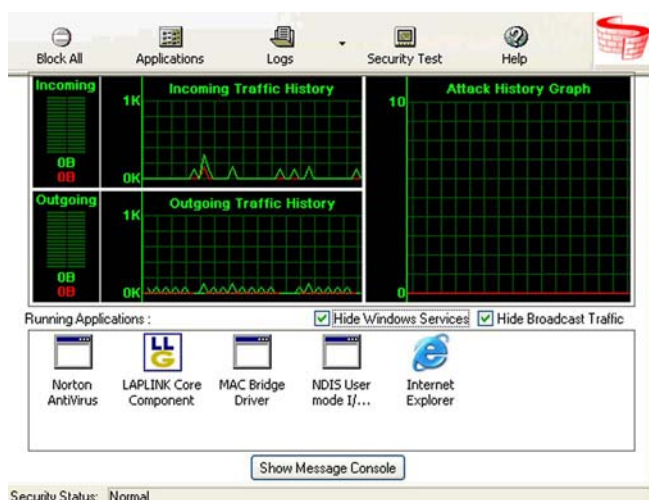 Block All
Applications
Logs
Security Test
Help
Incoming
1K
Incoming Traffic History
10
Attack History Graph
0B
0B
0K
Outgoing
1K
Outgoing Traffic History
0B
0B
0K
0
Running Applications :
Hide Windows Services
Hide Broadcast Traffic
LL
G
Norton
AntiVirus
LAPLINK Core
Component
MAC Bridge
Driver
NDIS User
mode I/...
Internet
Explorer
Show Message Console
Security Status: Normal